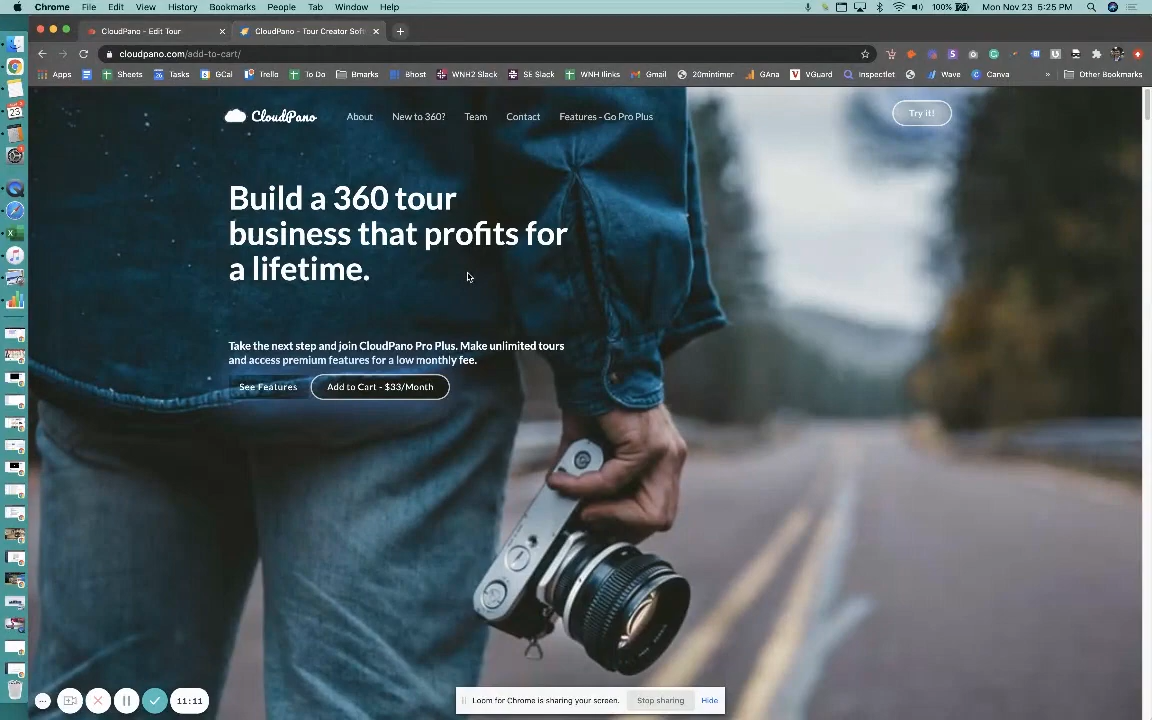 Chrome File Edit View History Bookmarks People Tab Window Help
100% Mon Nov 23 5:25 PM
CloudPano - Edit Tour
CloudPano - Tour Creator Soft
cloudpano.com/add-to-cart/
Apps Sheets Tasks GCal Trello To Do Bmarks Bhost WNH2 Slack SE Slack WNH llinks Gmail 20mintimer GAna VGuard Inspectlet Wave Canva » Other Bookmarks
CloudPano About New to 360? Team Contact Features - Go Pro Plus Try it!
Build a 360 tour
business that profits for
a lifetime.
Take the next step and join CloudPano Pro Plus. Make unlimited tours
and access premium features for a low monthly fee.
See Features Add to Cart - $33/Month
11:11
Loom for Chrome is sharing your screen. Stop sharing Hide